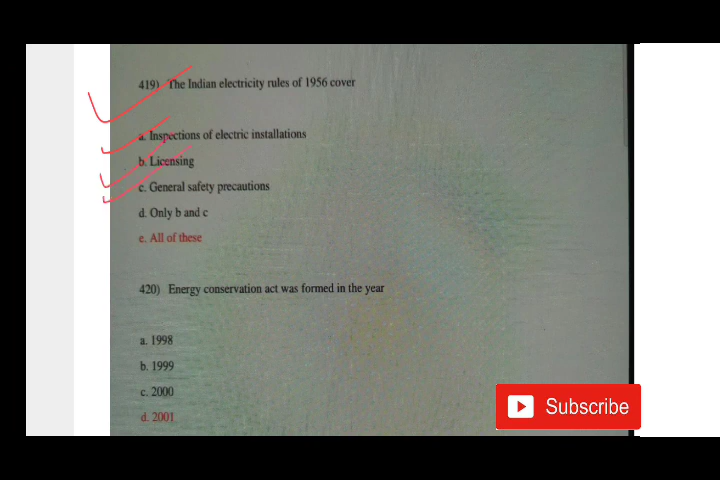 419) The Indian electricity rules of 1956 cover
a. Inspections of electric installations
b. Licensing
c. General safety precautions
d. Only b and c
e. All of these
420) Energy conservation act was formed in the year
a. 1998
b. 1999
c. 2000
d. 2001
Subscribe